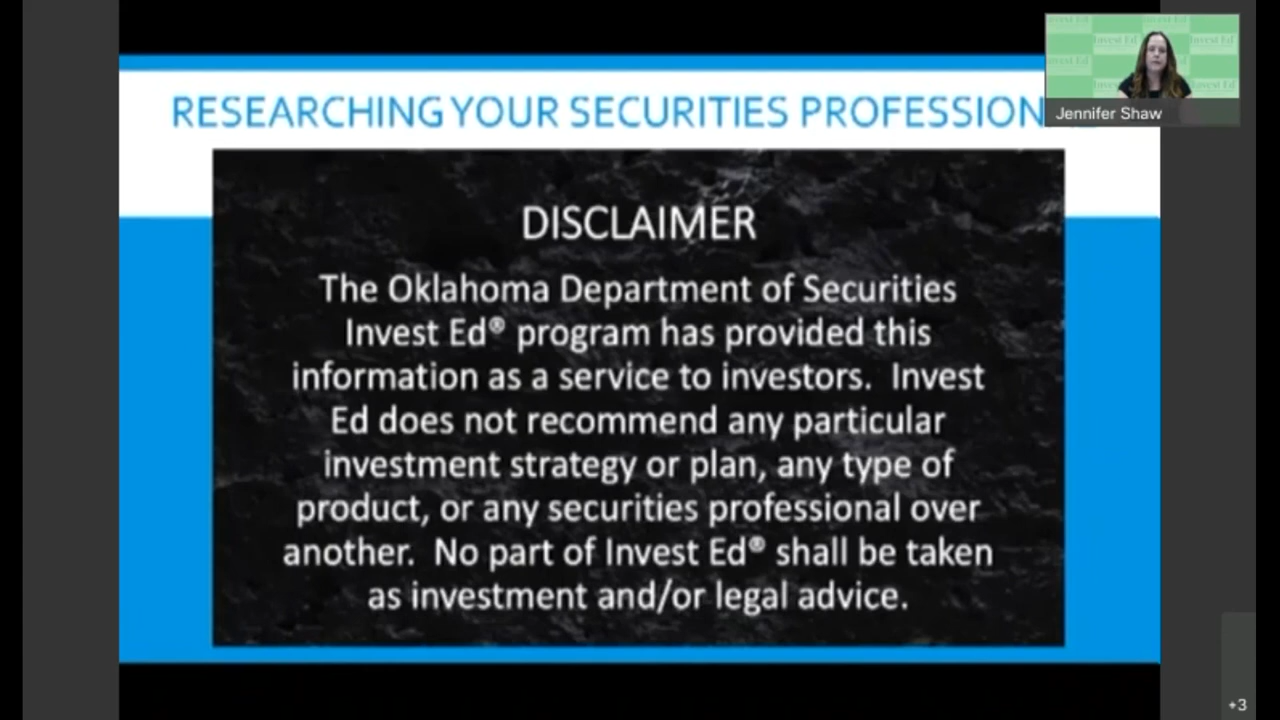 RESEARCHING YOUR SECURITIES PROFESSION
Jennifer Shaw
DISCLAIMER
The Oklahoma Department of Securities
Invest Ed® program has provided this
information as a service to investors.  Invest
Ed does not recommend any particular
investment strategy or plan, any type of
product, or any securities professional over
another.  No part of Invest Ed® shall be taken
as investment and/or legal advice.
+3